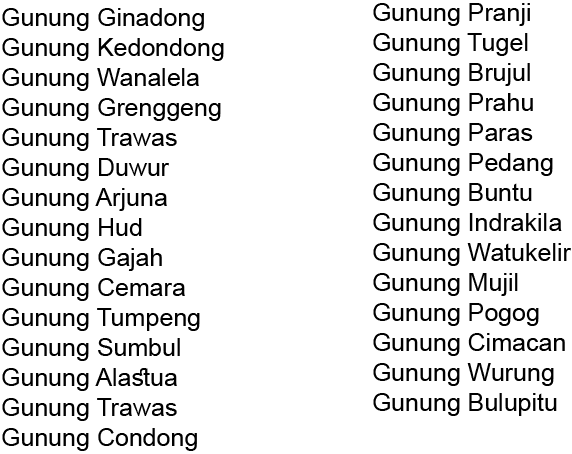 Gunung Ginadong
Gunung Kedondong
Gunung Wanalela
Gunung Grenggeng
Gunung Trawas
Gunung Duwur
Gunung Arjuna
Gunung Hud
Gunung Gajah
Gunung Cemara
Gunung Tumpeng
Gunung Sumbul
Gunung Alastua
Gunung Trawas
Gunung Condong
Gunung Pranji
Gunung Tugel
Gunung Brujul
Gunung Prahu
Gunung Paras
Gunung Pedang
Gunung Buntu
Gunung Indrakila
Gunung Watukelir
Gunung Mujil
Gunung Pogog
Gunung Cimacan
Gunung Wurung
Gunung Bulupitu